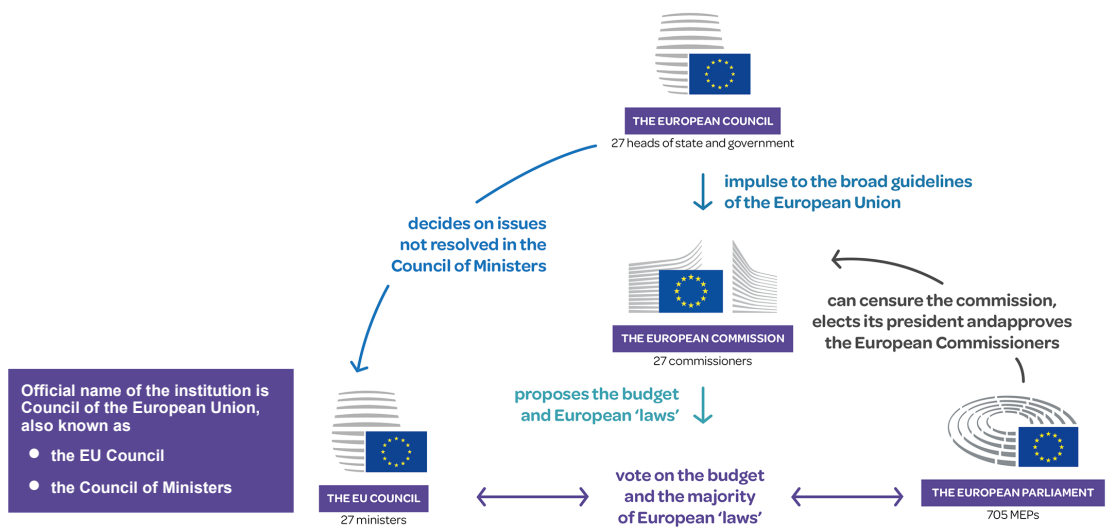 THE EUROPEAN COUNCIL
27 heads of state and government
impulse to the broad guidelines
of the European Union
decides on issues
not resolved in the
Council of Ministers
can censure the commission,
elects its president andapproves
the European Commissioners
THE EUROPEAN COMMISSION
27 commissioners
Official name of the institution is
Council of the European Union,
also known as
the EU Council
the Council of Ministers
proposes the budget
and European ‘laws’
vote on the budget
and the majority
of European ‘laws’
THE EU COUNCIL
27 ministers
THE EUROPEAN PARLIAMENT
705 MEPs